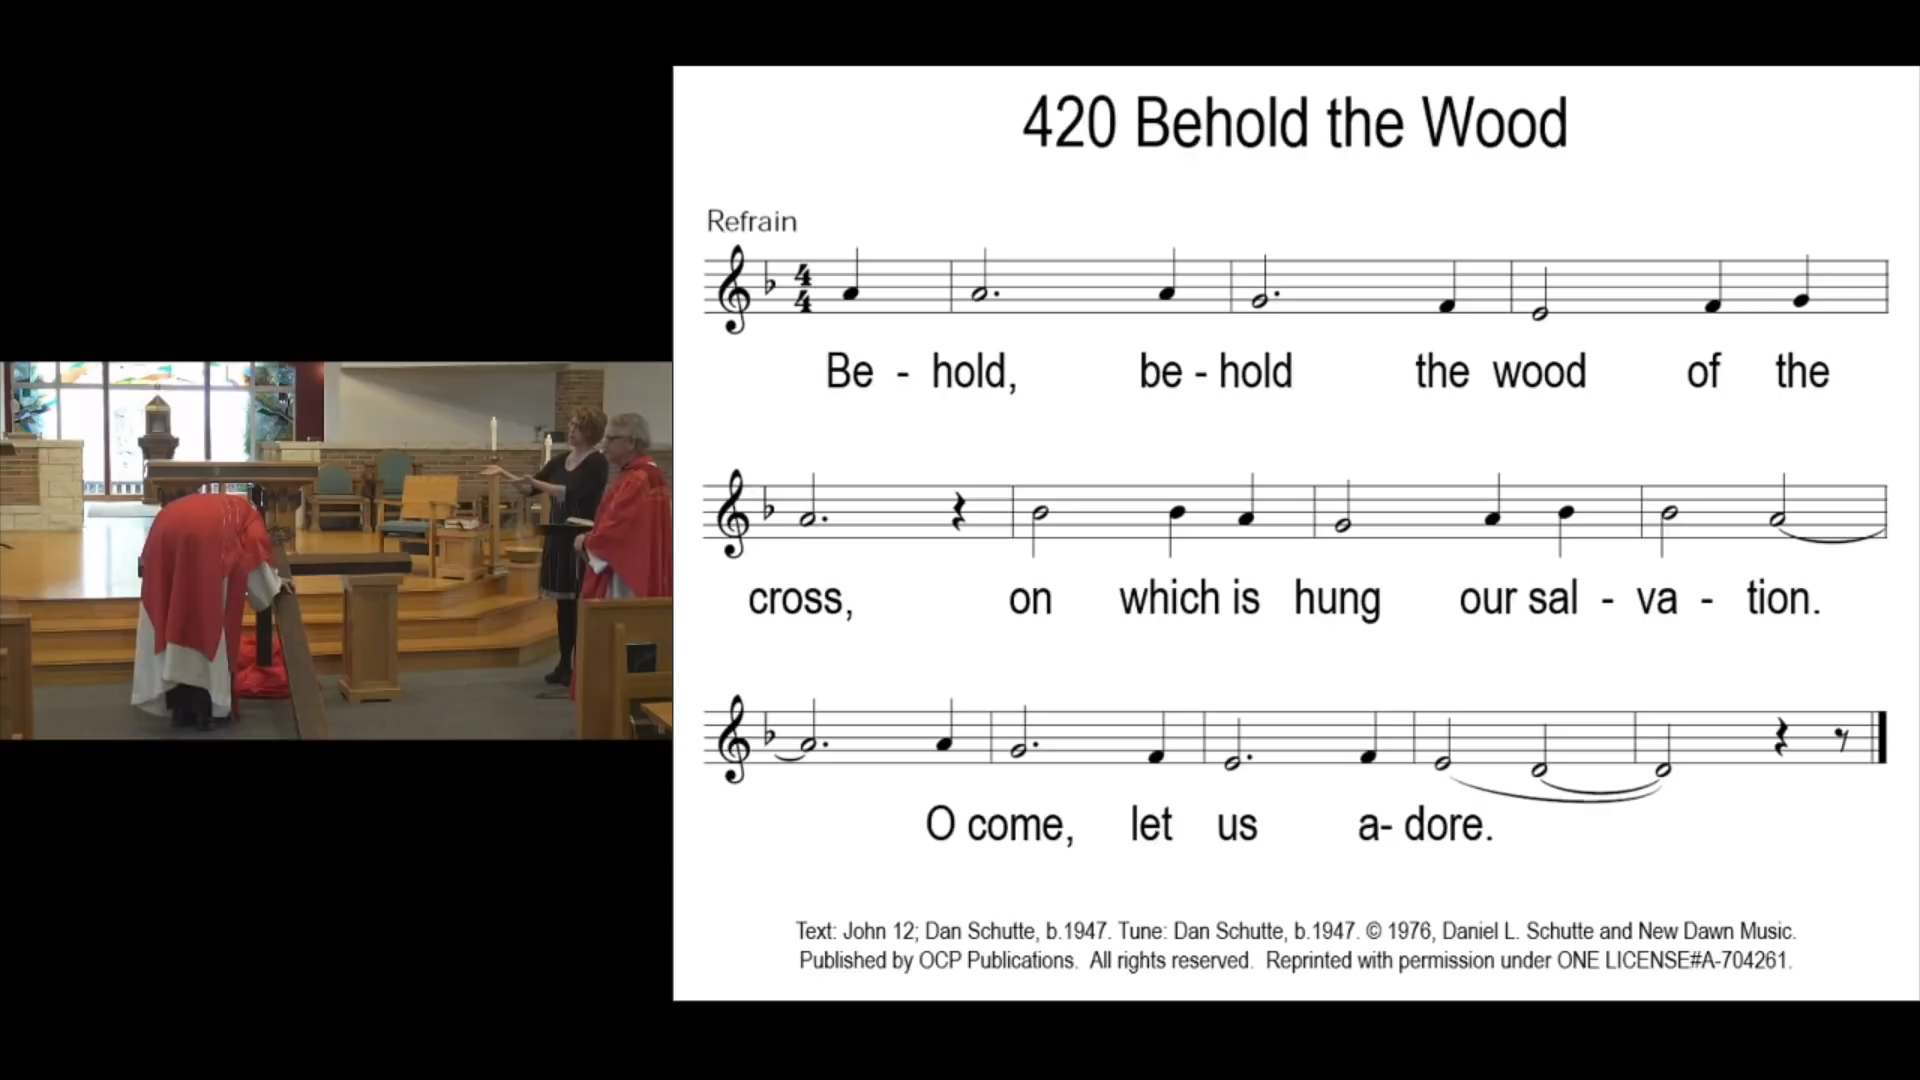 420 Behold the Wood
Refrain
Be - hold, be - hold the wood of the
cross, on which is hung our sal - va - tion.
O come, let us a- dore.
Text: John 12; Dan Schutte, b.1947. Tune: Dan Schutte, b.1947. © 1976, Daniel L. Schutte and New Dawn Music.
Published by OCP Publications. All rights reserved. Reprinted with permission under ONE LICENSE#A-704261.